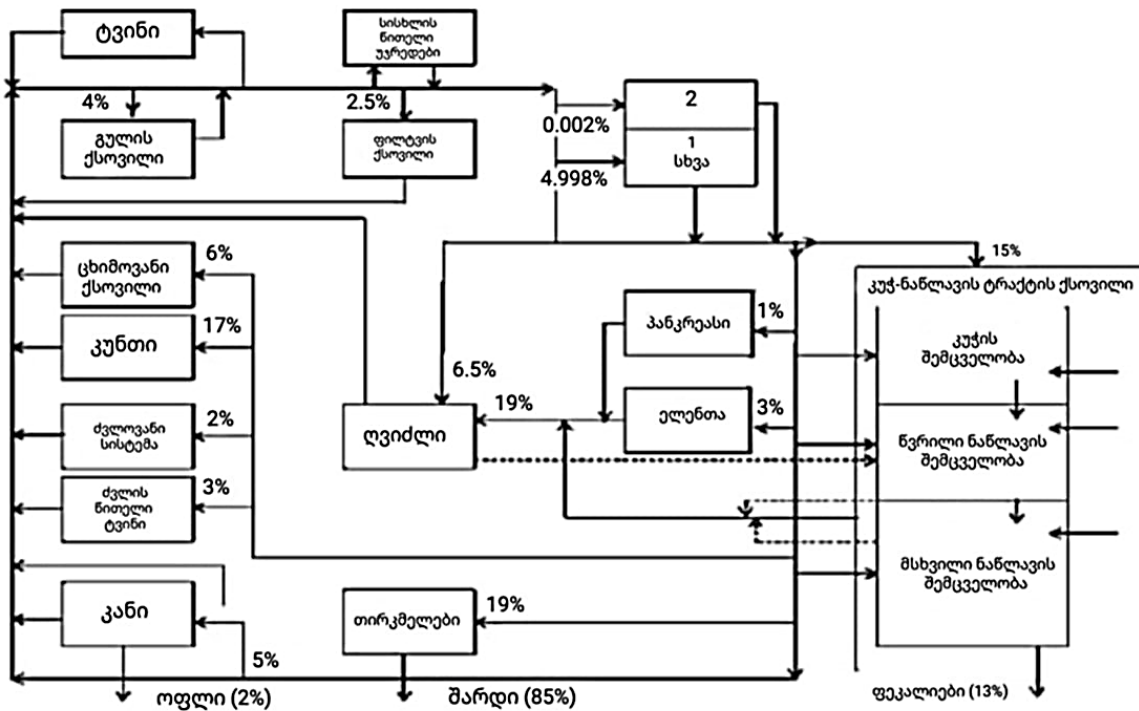 ტვინი
სისხლის
წითელი
უჯრედები
4%
2.5%
გულის
ქსოვილი
ფილტვის
ქსოვილი
2
0.002%
1
სხვა
4.998%
15%
კუჭ-ნაწლავის ტრაქტის ქსოვილი
6%
ცხიმოვანი
ქსოვილი
17%
კუნთი
პანკრეასი
1%
კუჭის
შემცველობა
6.5%
19%
ღვიძლი
ელენთა
3%
2%
ძვლოვანი
სისტემა
წვრილი ნაწლავის
შემცველობა
3%
ძვლის
წითელი
ტვინი
მსხვილი ნაწლავის
შემცველობა
კანი
თირკმელები
19%
5%
ოფლი (2%)
შარდი (85%)
ფეკალიები (13%)